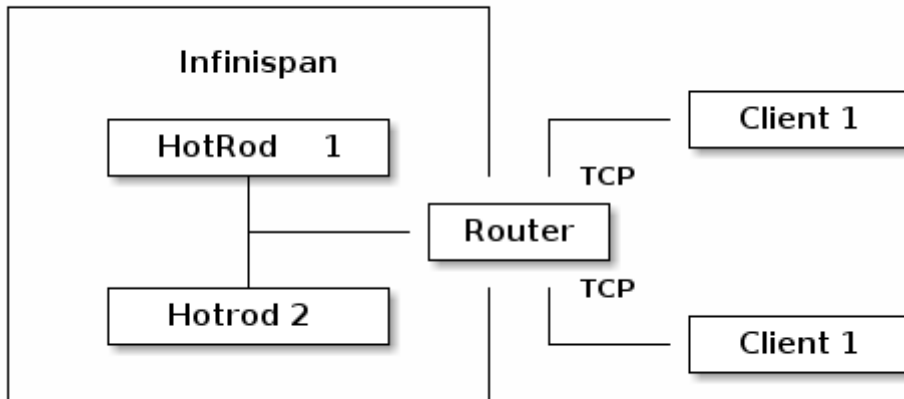 Infinispan
HotRod 1
Client 1
TCP
Router
TCP
Hotrod 2
Client 1